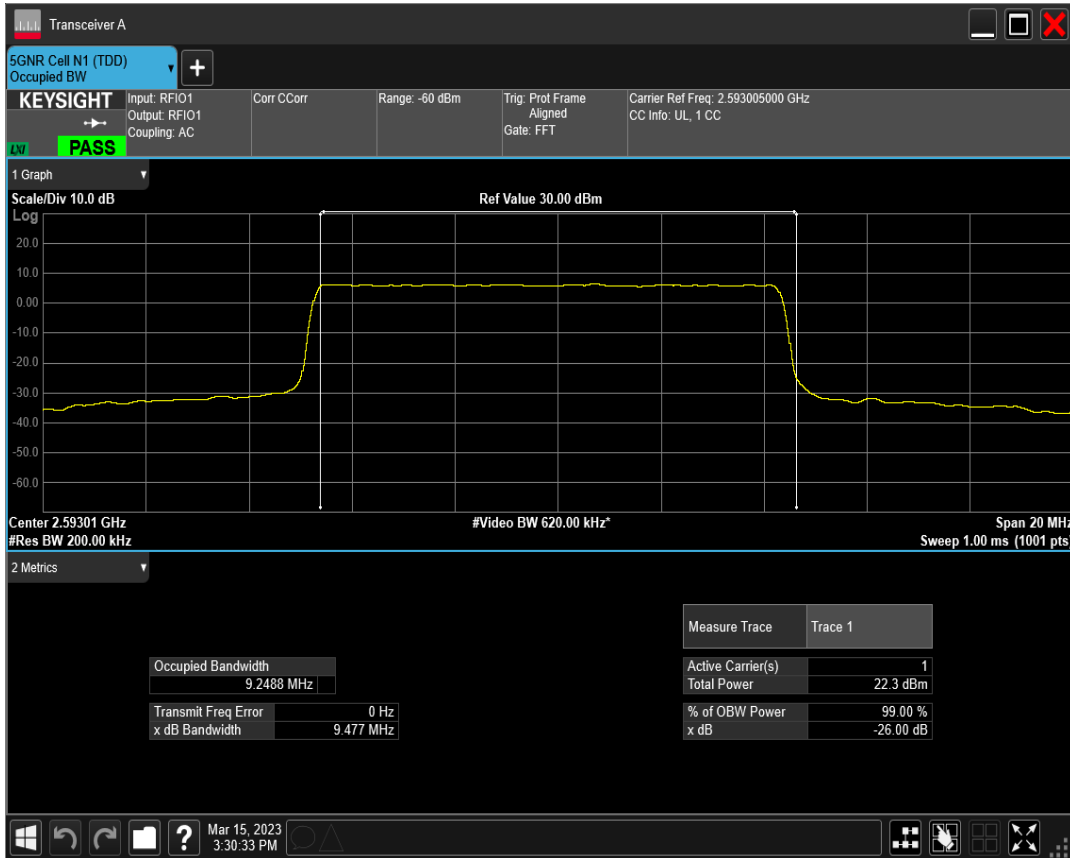 Transceiver A
5GNR Cell N1 (TDD)
Occupied BW
+
KEYSIGHT
LXI
PASS
Input: RFIO1
Output: RFIO1
Coupling: AC
Corr CCorr
Range: -60 dBm
Trig: Prot Frame
Aligned
Gate: FFT
Carrier Ref Freq: 2.593005000 GHz
CC Info: UL, 1 CC
1 Graph
Scale/Div 10.0 dB
Ref Value 30.00 dBm
Log
20.0
10.0
0.00
-10.0
-20.0
-30.0
-40.0
-50.0
-60.0
Center 2.59301 GHz
#Video BW 620.00 kHz*
Span 20 MHz
#Res BW 200.00 kHz
Sweep 1.00 ms (1001 pts)
2 Metrics
Measure Trace Trace 1
Occupied Bandwidth
9.2488 MHz
Active Carrier(s) 1
Total Power 22.3 dBm
Transmit Freq Error 0 Hz
x dB Bandwidth 9.477 MHz
% of OBW Power 99.00 %
x dB -26.00 dB
?
Mar 15, 2023
3:30:33 PM